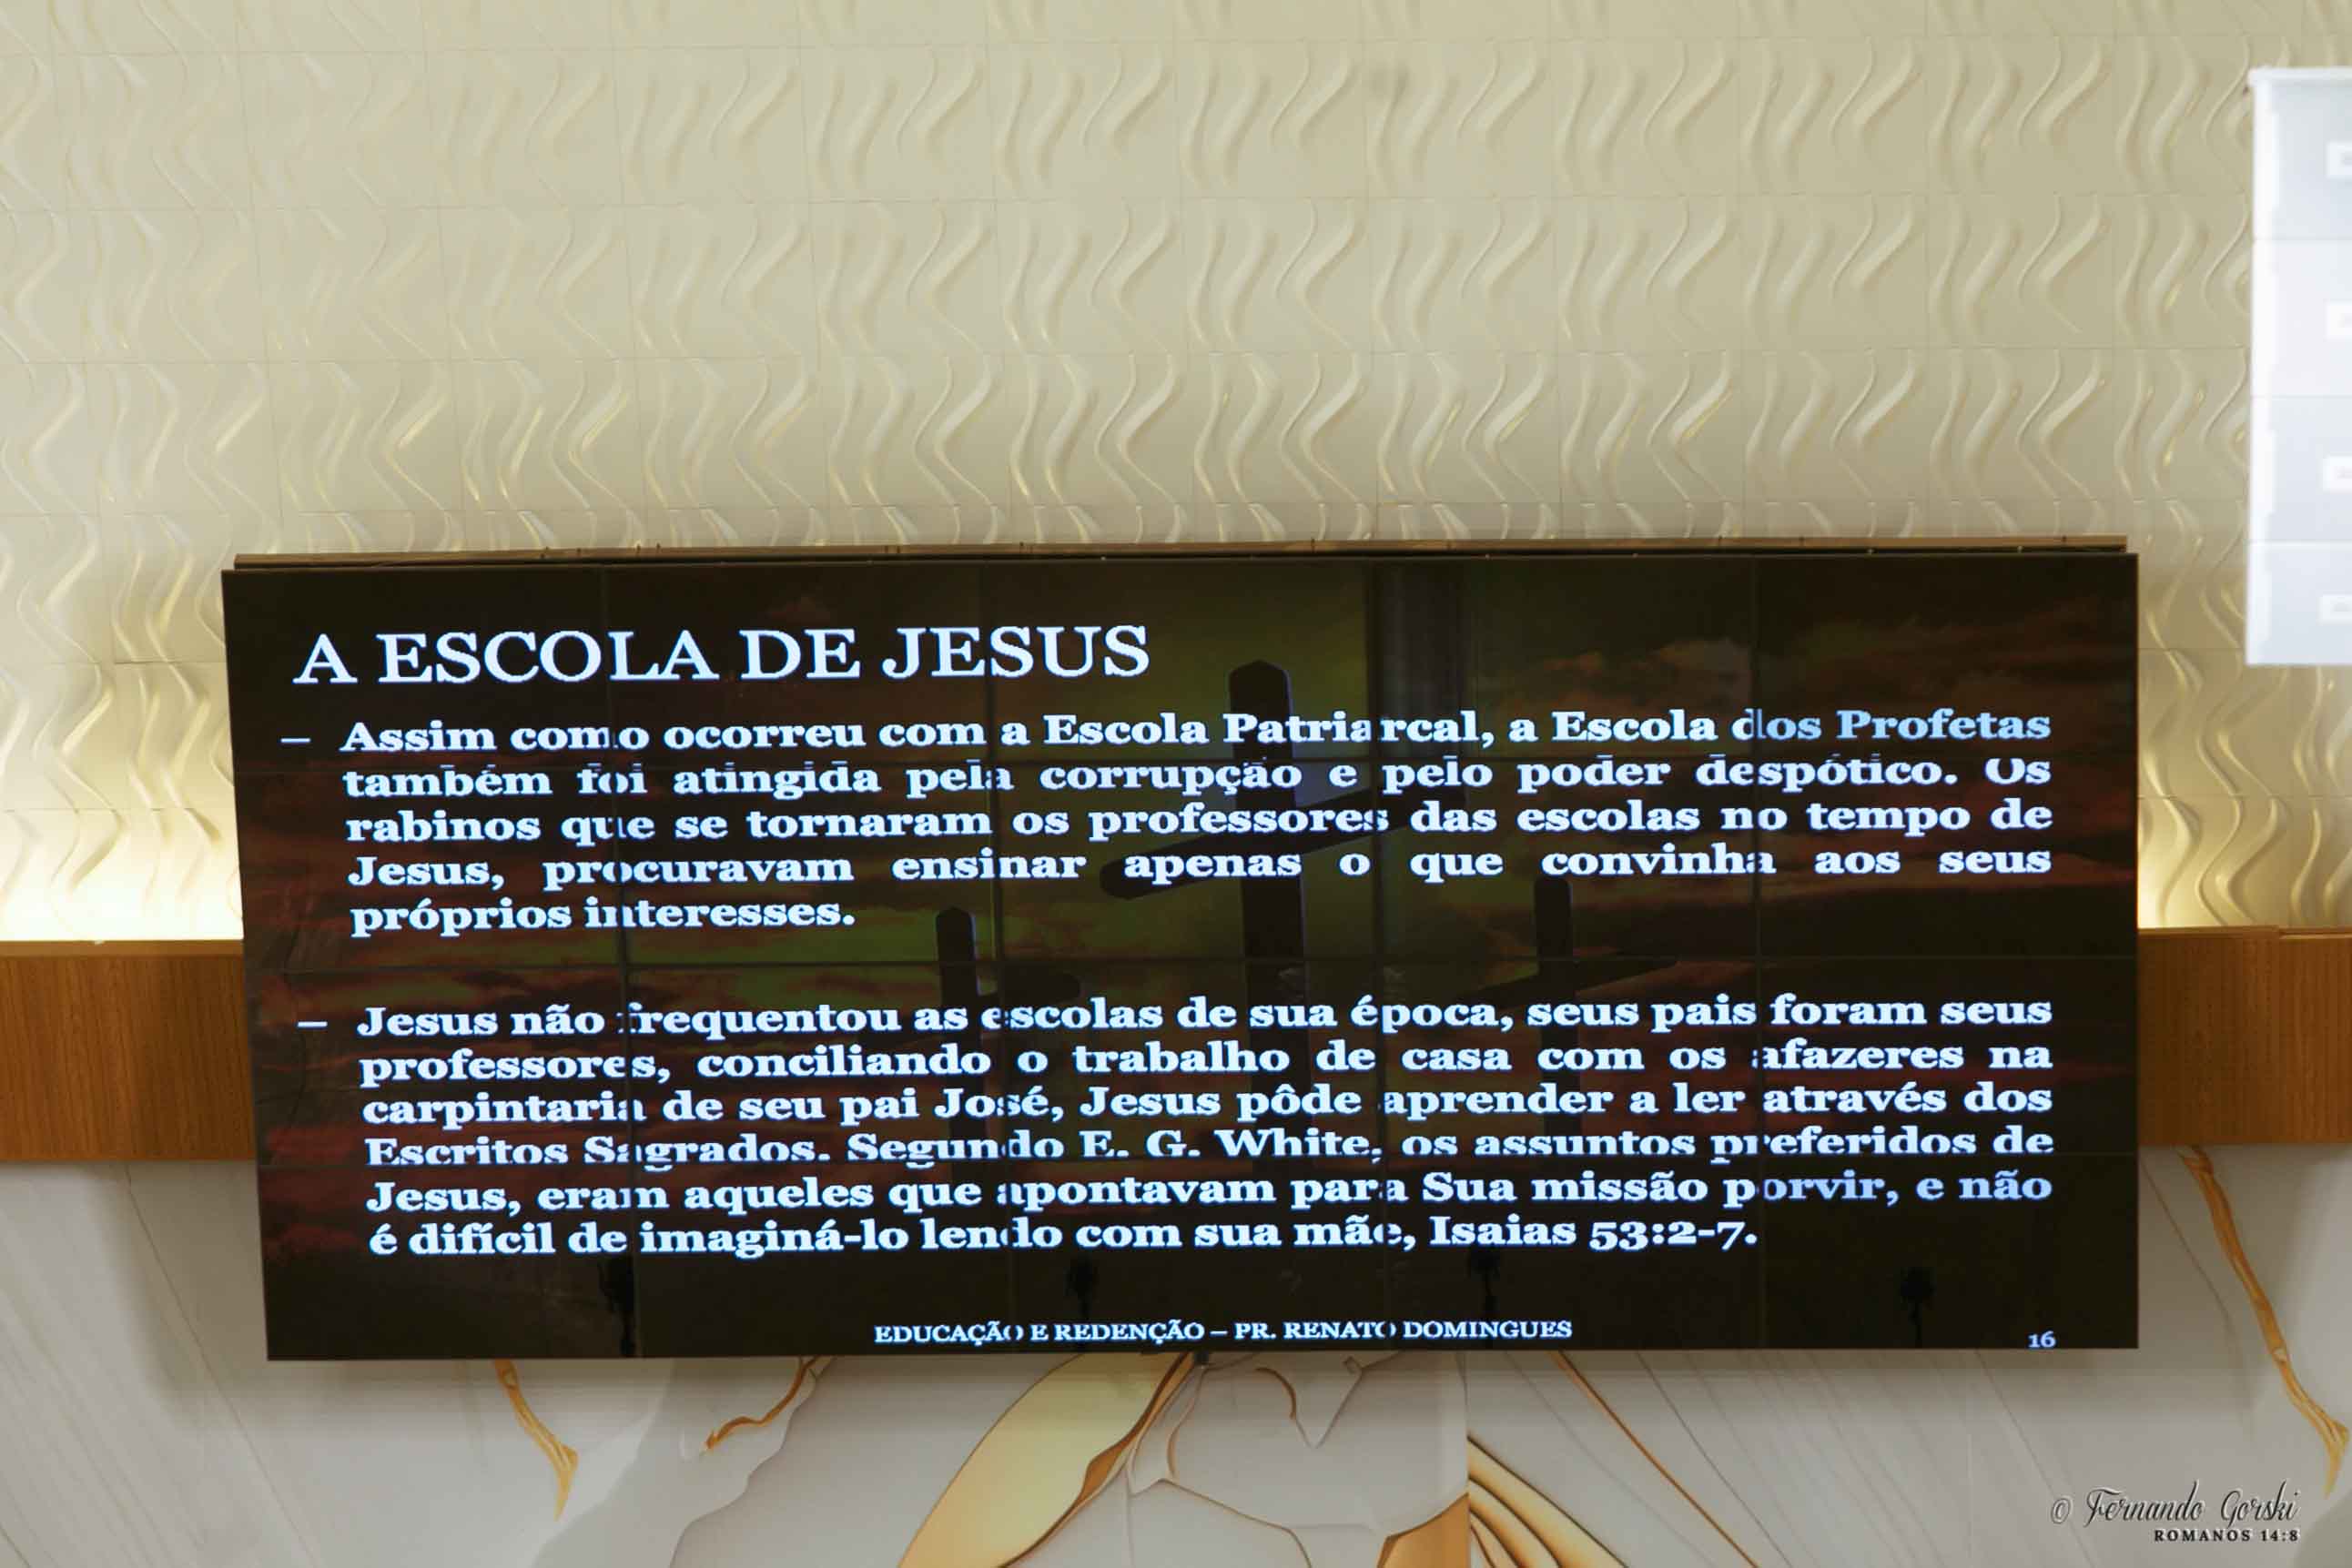 A ESCOLA DE JESUS
– Assim como ocorreu com a Escola Patriarcal, a Escola dos Profetas
também foi atingida pela corrupção e pelo poder despótico. Os
rabinos que se tornaram os professores das escolas no tempo de
Jesus, procuravam ensinar apenas o que convinha aos seus
próprios interesses.
– Jesus não frequentou as escolas de sua época, seus pais foram seus
professores, conciliando o trabalho de casa com os afazeres na
carpintaria de seu pai José, Jesus pôde aprender a ler através dos
Escritos Sagrados. Segundo E. G. White, os assuntos preferidos de
Jesus, eram aqueles que apontavam para Sua missão porvir, e não
é difícil de imaginá-lo lendo com sua mãe, Isaias 53:2-7.
EDUCAÇÃO E REDENÇÃO – PR. RENATO DOMINGUES
16
© Fernando Gorski
ROMANOS 14:8